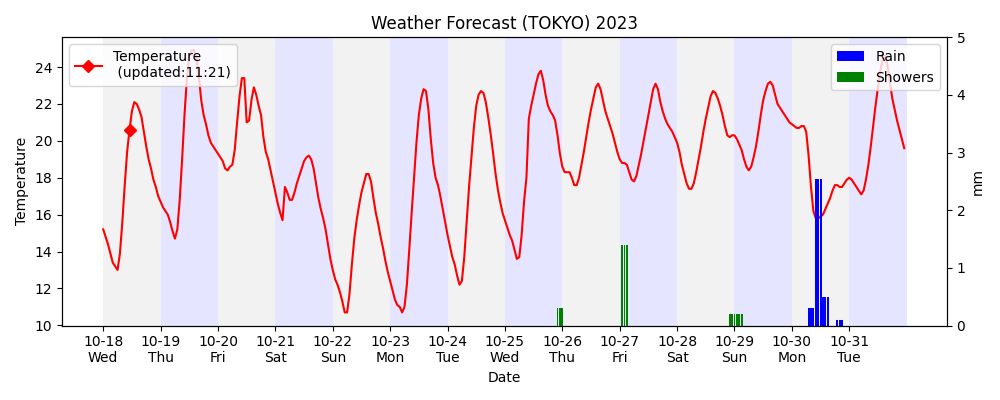 Weather Forecast (TOKYO) 2023
Temperature
(updated:11:21)
Rain
Showers
24
22
20
18
16
14
12
10
Temperature
5
4
3
2
1
0
mm
10-18 10-19 10-20 10-21 10-22 10-23 10-24 10-25 10-26 10-27 10-28 10-29 10-30 10-31
Wed Thu Fri Sat Sun Mon Tue Wed Thu Fri Sat Sun Mon Tue
Date